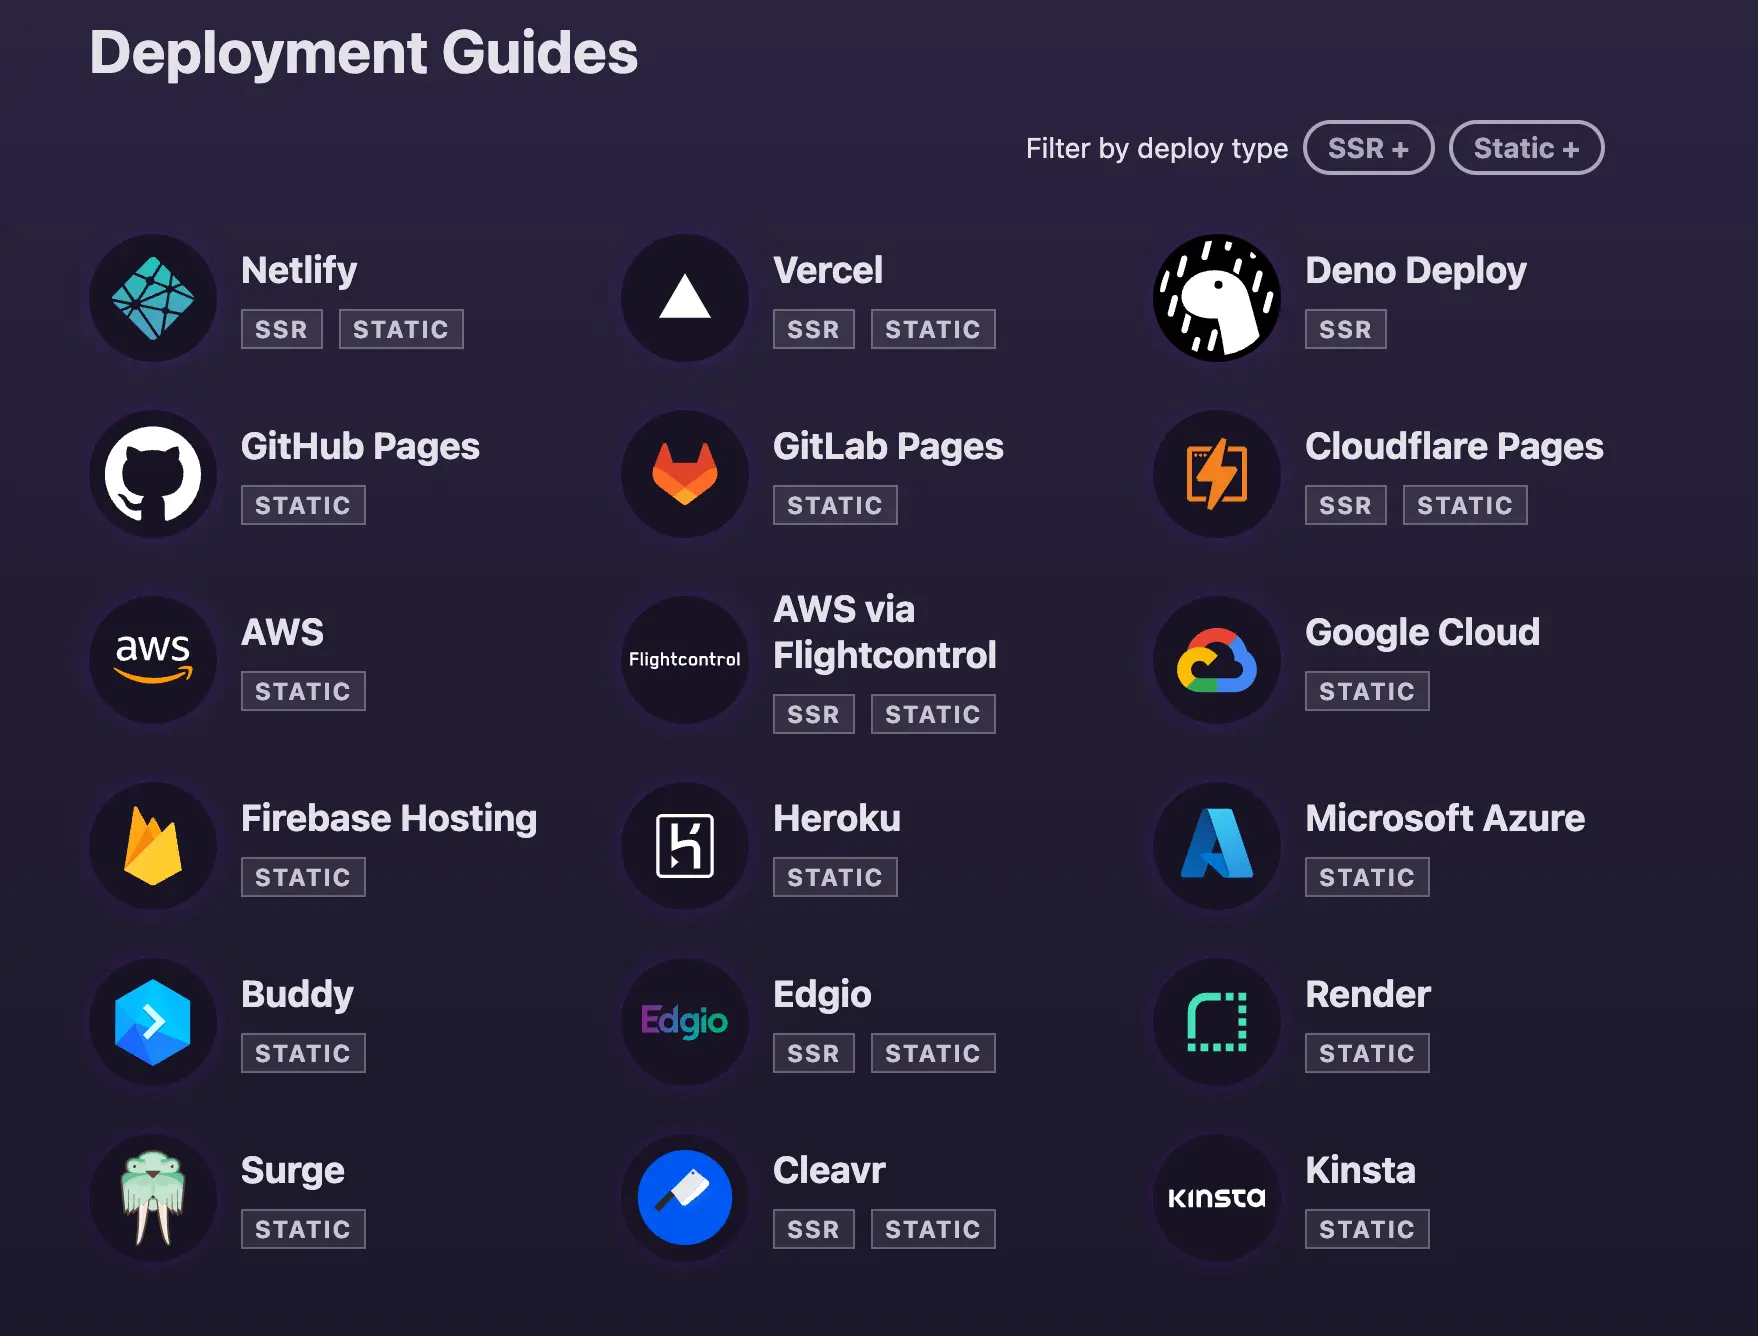 Deployment Guides
Filter by deploy type SSR + Static +
Netlify
SSR STATIC
Vercel
SSR STATIC
Deno Deploy
SSR
GitHub Pages
STATIC
GitLab Pages
STATIC
Cloudflare Pages
SSR STATIC
aws
AWS
STATIC
Flightcontrol
AWS via
Flightcontrol
SSR STATIC
Google Cloud
STATIC
Firebase Hosting
STATIC
Heroku
STATIC
Microsoft Azure
STATIC
Buddy
STATIC
Edgio
Edgio
SSR STATIC
Render
STATIC
Surge
STATIC
Cleavr
SSR STATIC
KINSTA
Kinsta
STATIC